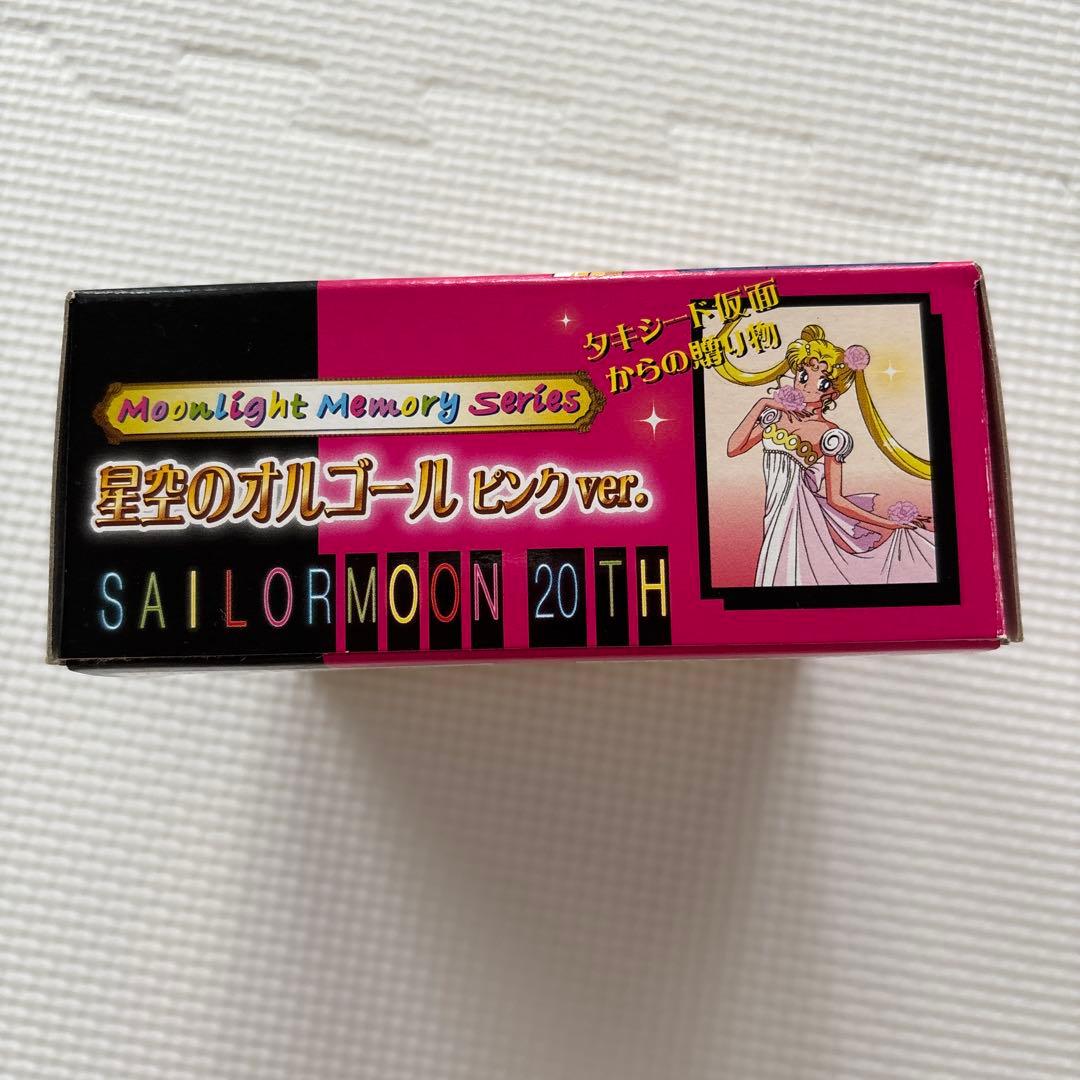 タキシード仮面
からの贈り物
Moonlight Memory Series
星空のオルゴール ピンクver.
SAILORMOON 20TH